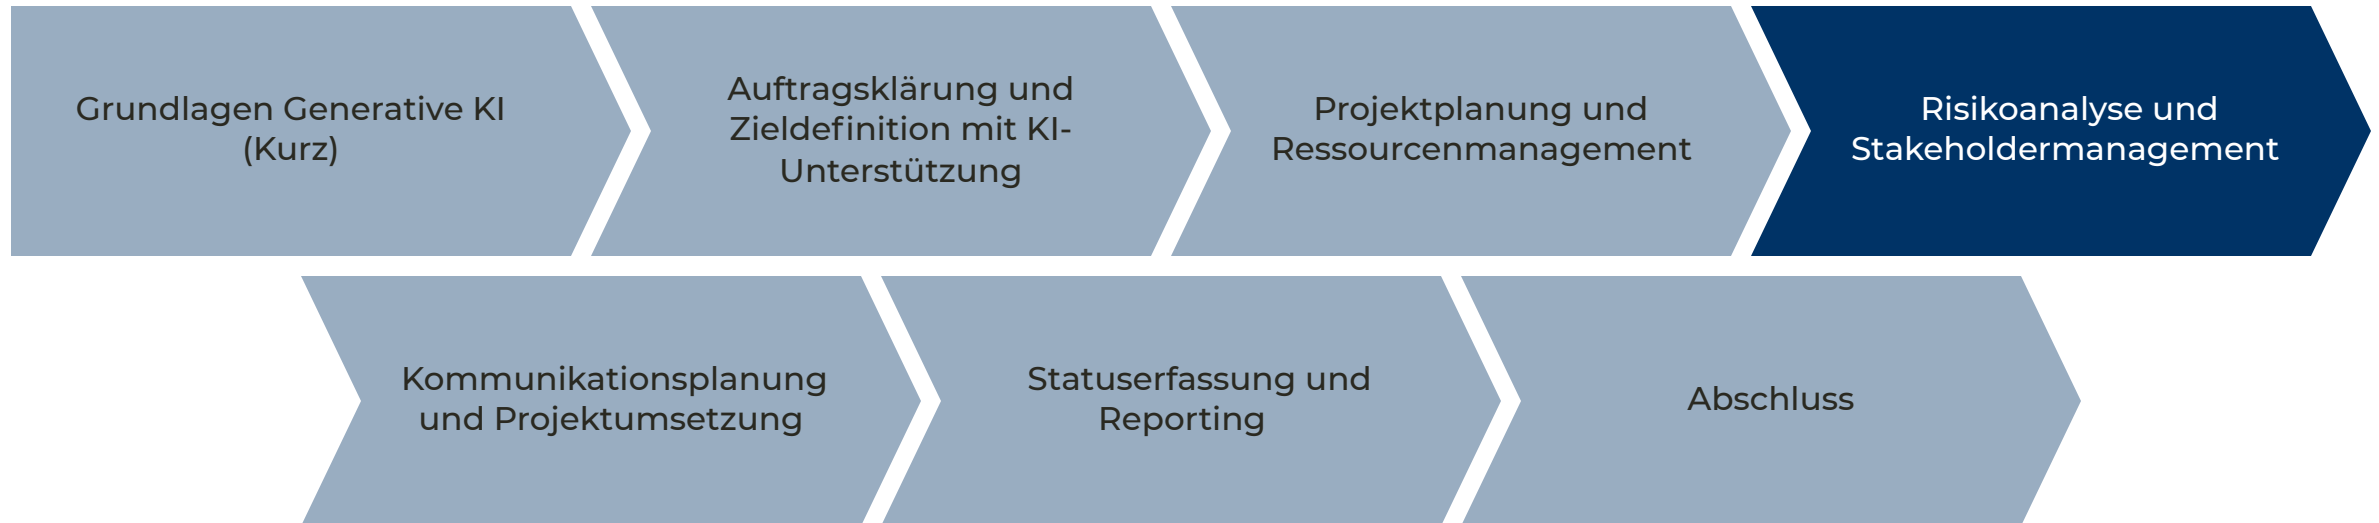 Grundlagen Generative KI
(Kurz)
Auftragsklärung und
Zieldefinition mit KI-
Unterstützung
Projektplanung und
Ressourcenmanagement
Risikoanalyse und
Stakeholdermanagement
Kommunikationsplanung
und Projektumsetzung
Statuserfassung und
Reporting
Abschluss